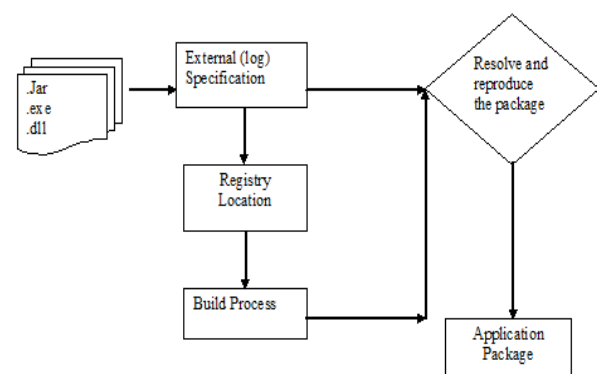 .Jar
.exe
.dll
External (log)
Specification
Resolve and
reproduce
the package
Registry
Location
Build Process
Application
Package